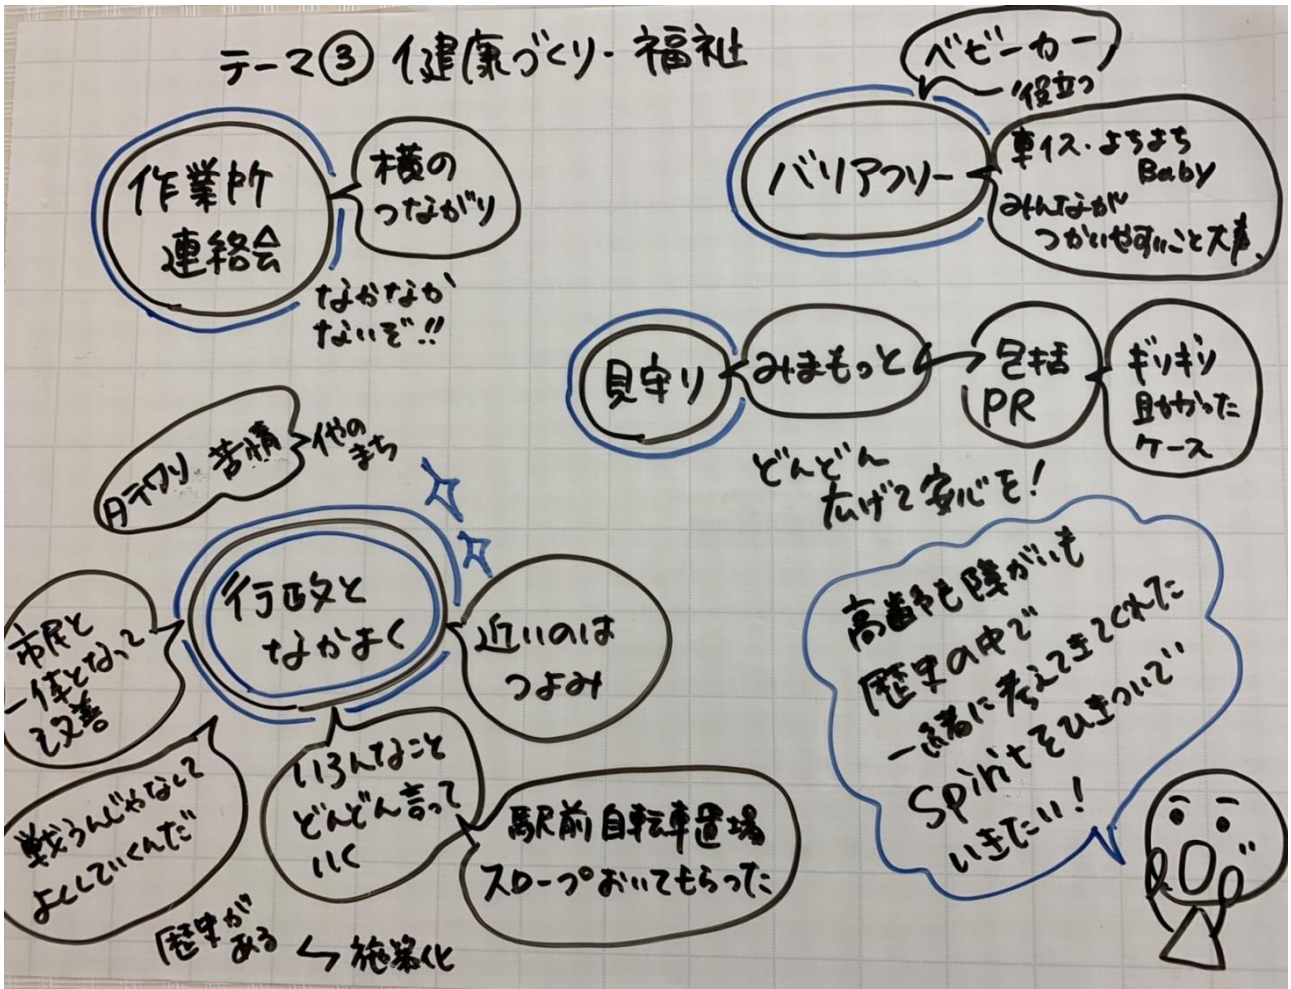 テーマ③ 健康づくり・福祉
作業所
連絡会
横の
つながり
なかなか
ないぞ!!
ベビーカー
役立つ
バリアフリー
車イス・よちよち
Baby
みんなが
つかいやすいこと大事
見守り
みまもっと
包括
PR
ギリギリ
助かった
ケース
どんどん
広げて安心を!
タテワリ 苦情
他の
まち
行政と
なかよく
近いのは
つよみ
市民と
一体となって
改善
戦うんじゃなくて
よくしていくんだ
いろんなこと
どんどん言って
いく
駅前自転車置場
スロープおいてもらった
歴史が
ある
施策化
高齢も障がいも
歴史の中で
一緒に考えてきてくれた
Spiritをひきついで
いきたい!